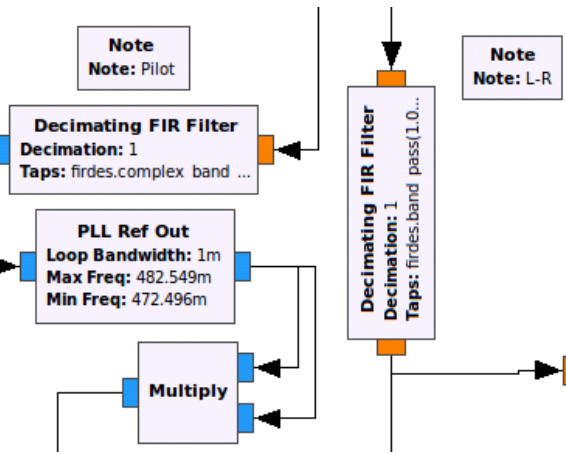 Note
Note: Pilot
Note
Note: L-R
Decimating FIR Filter
Decimation: 1
Taps: firdes.complex_band ...
Decimating FIR Filter
Decimation: 1
Taps: firdes.band_pass(1.0...
PLL Ref Out
Loop Bandwidth: 1m
Max Freq: 482.549m
Min Freq: 472.496m
Multiply